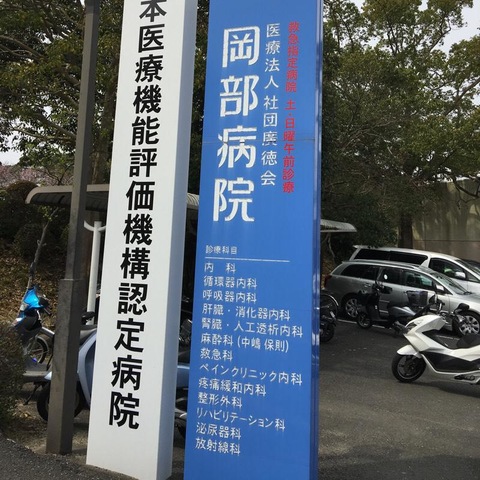 本医療機能評価機構認定病院
救急指定病院 土・日曜午前診療
医療法人 社団廣徳会
岡部病院
診療科目
内 科
循環器内科
呼吸器内科
肝臓・消化器内科
腎臓・人工透析内科
麻酔科(中嶋 保則)
救急科
ペインクリニック内科
疼痛緩和内科
整形外科
リハビリテーション科
泌尿器科
放射線科